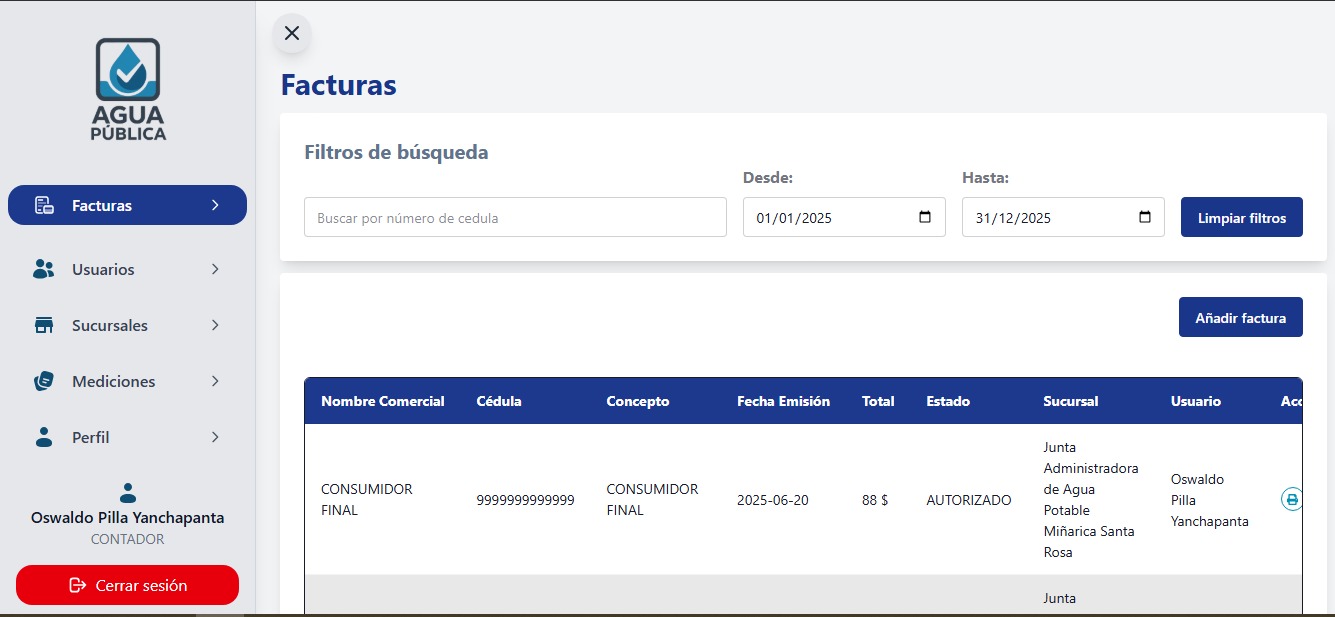 AGUA
PÚBLICA
Facturas
Usuarios
Sucursales
Mediciones
Perfil
Oswaldo Pilla Yanchapanta
CONTADOR
Cerrar sesión
Facturas
Filtros de búsqueda
Desde:
Hasta:
Buscar por número de cedula
01/01/2025
31/12/2025
Limpiar filtros
Añadir factura
Nombre Comercial Cédula Concepto Fecha Emisión Total Estado Sucursal Usuario Acc
CONSUMIDOR
FINAL
9999999999999
CONSUMIDOR
FINAL
2025-06-20
88 $
AUTORIZADO
Junta
Administradora
de Agua
Potable
Miñarica Santa
Rosa
Oswaldo
Pilla
Yanchapanta
Junta